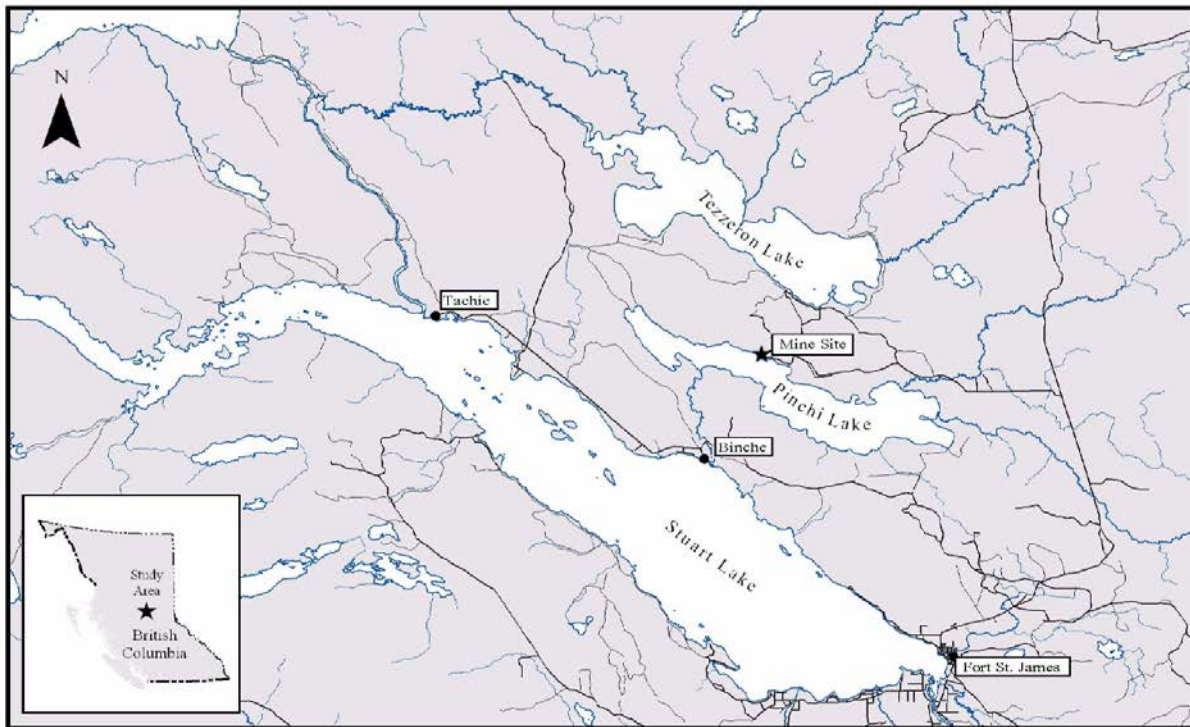 N
Tezzeron Lake
Tachie
Mine Site
Pinchi Lake
Binche
Stuart Lake
Study
Area
British
Columbia
Fort St. James